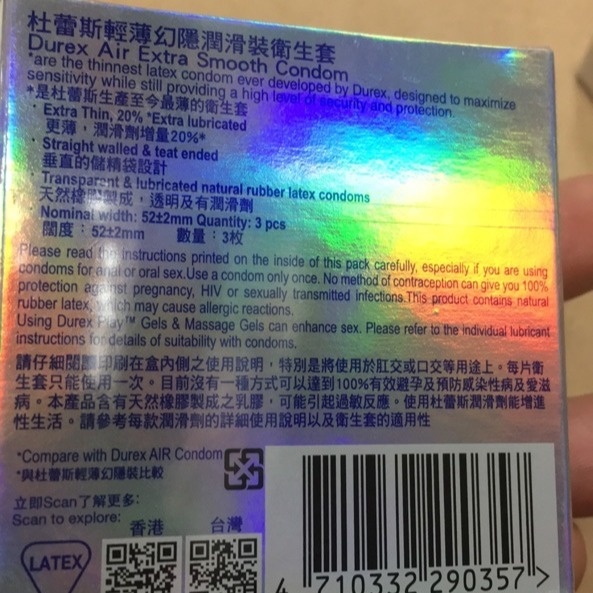 杜蕾斯輕薄幻隱潤滑裝衛生套
Durex Air Extra Smooth Condom
*are the thinnest latex condom ever developed by Durex, designed to maximize
sensitivity while still providing a high level of security and protection.
*是杜蕾斯生產至今最薄的衛生套
· Extra Thin, 20% *Extra lubricated
更薄，潤滑劑增量20%*
· Straight walled & teat ended
垂直的儲精袋設計
· Transparent & lubricated natural rubber latex condoms
天然橡膠製成，透明及有潤滑劑
· Nominal width: 52±2mm Quantity: 3 pcs
闊度：52±2mm 數量：3枚
Please read the instructions printed on the inside of this pack carefully, especially if you are using
condoms for anal or oral sex.Use a condom only once. No method of contraception can give you 100%
protection against pregnancy, HIV or sexually transmitted infections.This product contains natural
rubber latex, which may cause allergic reactions.
Using Durex Play™ Gels & Massage Gels can enhance sex. Please refer to the individual lubricant
instructions for details of suitability with condoms.
請仔細閱讀印刷在盒內側之使用說明，特別是將使用於肛交或口交等用途上。每片衛
生套只能使用一次。目前沒有一種方式可以達到100%有效避孕及預防感染性病及愛滋
病。本產品含有天然橡膠製成之乳膠，可能引起過敏反應。使用杜蕾斯潤滑劑能增進
性生活。請參考每款潤滑劑的詳細使用說明以及衛生套的適用性
*Compare with Durex AIR Condom
*與杜蕾斯輕薄幻隱裝比較
立即Scan了解更多:
Scan to explore:
香港 台灣
LATEX
4 710332 290357 >